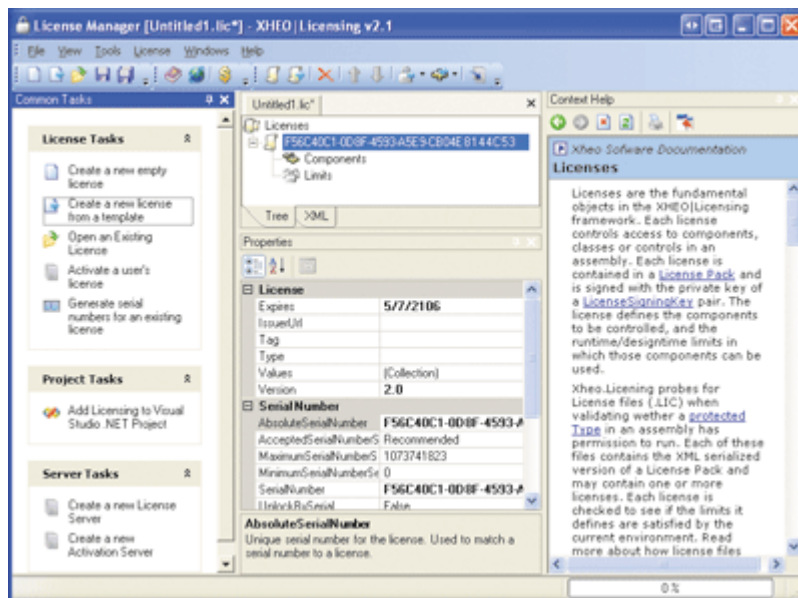 License Manager [Untitled1.lic*] - XHEO|Licensing v2.1
File View Tools License Windows Help
Common Tasks
License Tasks
Create a new empty
license
Create a new license
from a template
Open an Existing
License
Activate a user's
license
Generate serial
numbers for an existing
license
Project Tasks
Add Licensing to Visual
Studio .NET Project
Server Tasks
Create a new License
Server
Create a new
Activation Server
Untitled1.lic*
Licenses
F56C40C1-0D8F-4593-A5E9-CB04E8144C53
Components
Limits
Tree XML
Properties
License
Expires 5/7/2106
IssuerUrl
Tag
Type
Values (Collection)
Version 2.0
SerialNumber
AbsoluteSerialNumber F56C40C1-0D8F-4593-A
AcceptedSerialNumberS Recommended
MaximumSerialNumberS 1073741823
MinimumSerialNumberSe 0
SerialNumber F56C40C1-0D8F-4593-A
UnlockBySerial False
AbsoluteSerialNumber
Unique serial number for the license. Used to match a
serial number to a license.
Context Help
Xheo Sofware Documentation
Licenses
Licenses are the fundamental
objects in the XHEO|Licensing
framework. Each license
controls access to components,
classes or controls in an
assembly. Each license is
contained in a License Pack and
is signed with the private key of
a LicenseSigningKey pair. The
license defines the components
to be controlled, and the
runtime/designtime limits in
which those components can be
used.
Xheo.Licening probes for
License files (.LIC) when
validating wether a protected
Type in an assembly has
permission to run. Each of these
files contains the XML serialized
version of a License Pack and
may contain one or more
licenses. Each license is
checked to see if the limits it
defines are satisfied by the
current environment. Read
more about how license files
0 %